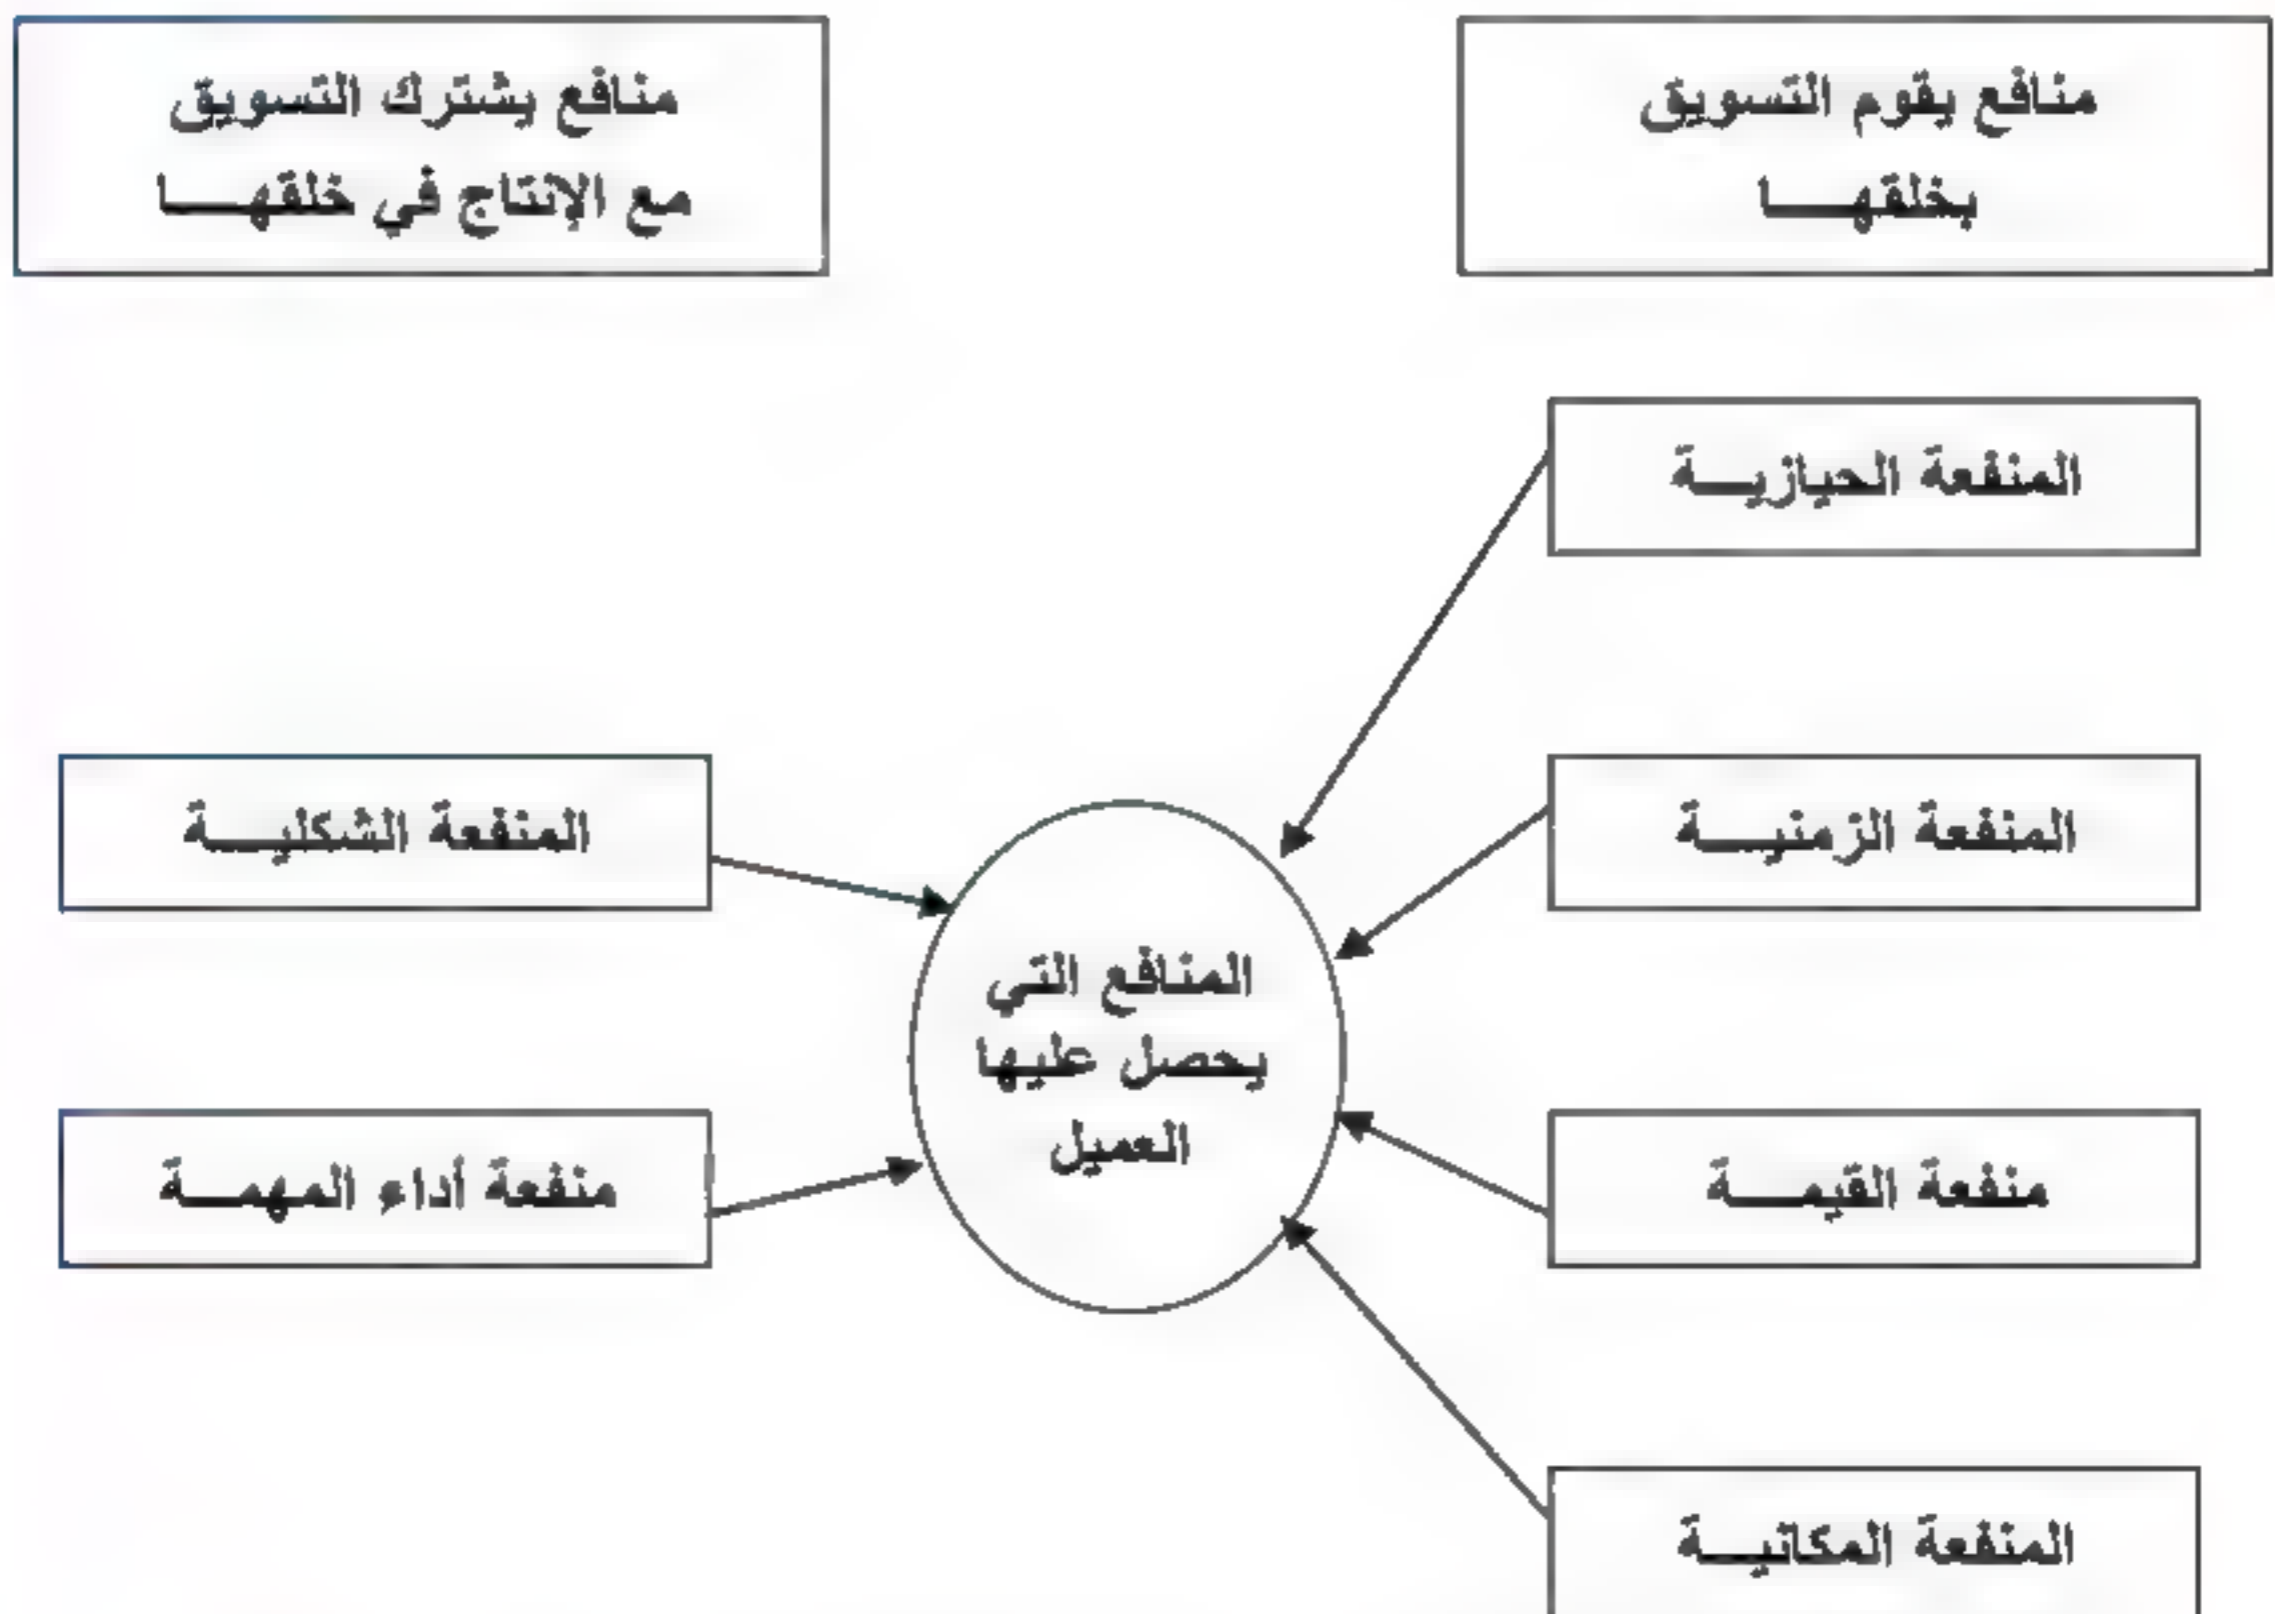 منافع يقوم التسويق
بخلقهـــا
منافع يشترك التسويق
مع الإنتاج في خلقهـــا
المنفعة الحيازيـــة
المنفعة الزمنيـــة
منفعة القيمـــة
المنفعة المكانيـــة
المنافع التي
يحصل عليها
العميل
المنفعة الشكليـــة
منفعة أداء المهمـــة